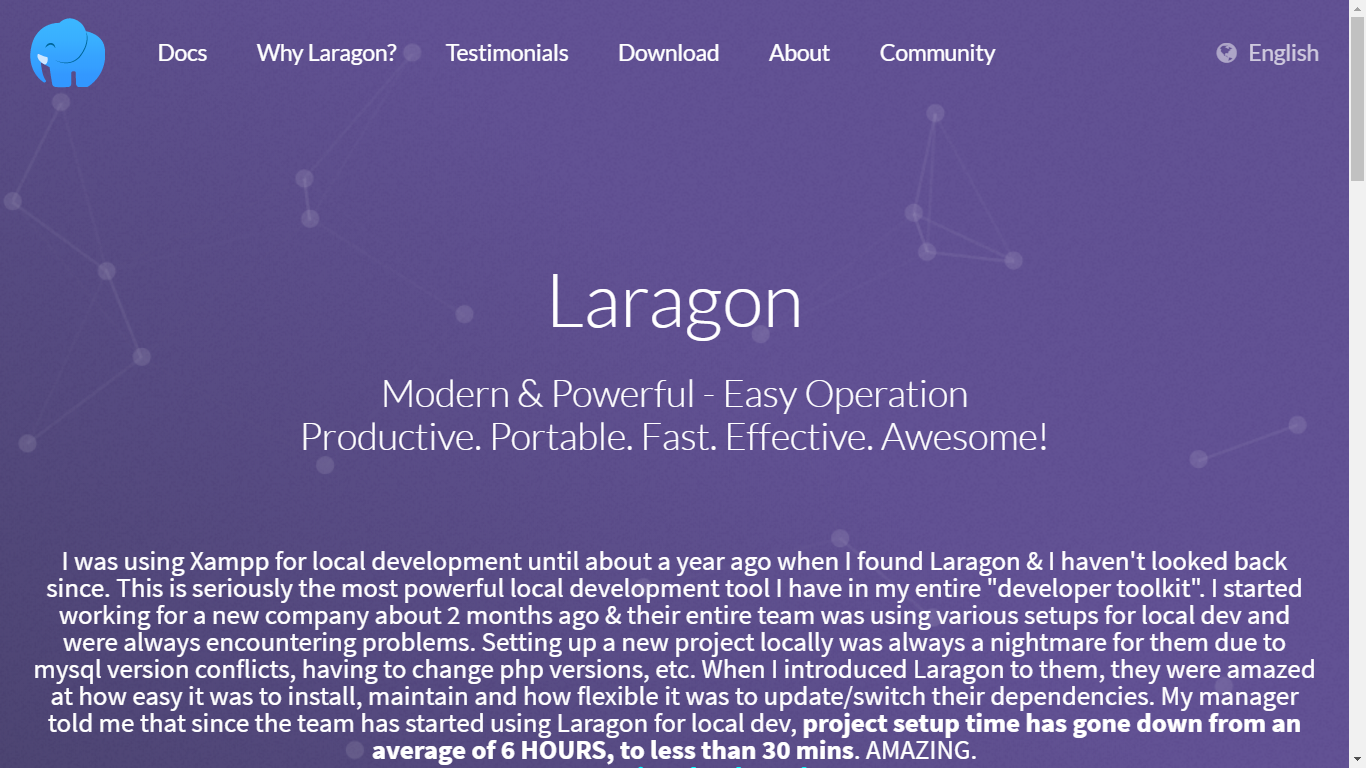 Docs Why Laragon? Testimonials Download About Community English
Laragon
Modern & Powerful - Easy Operation
Productive. Portable. Fast. Effective. Awesome!
I was using Xampp for local development until about a year ago when I found Laragon & I haven't looked back
since. This is seriously the most powerful local development tool I have in my entire "developer toolkit". I started
working for a new company about 2 months ago & their entire team was using various setups for local dev and
were always encountering problems. Setting up a new project locally was always a nightmare for them due to
mysql version conflicts, having to change php versions, etc. When I introduced Laragon to them, they were amazed
at how easy it was to install, maintain and how flexible it was to update/switch their dependencies. My manager
told me that since the team has started using Laragon for local dev, project setup time has gone down from an
average of 6 HOURS, to less than 30 mins. AMAZING.